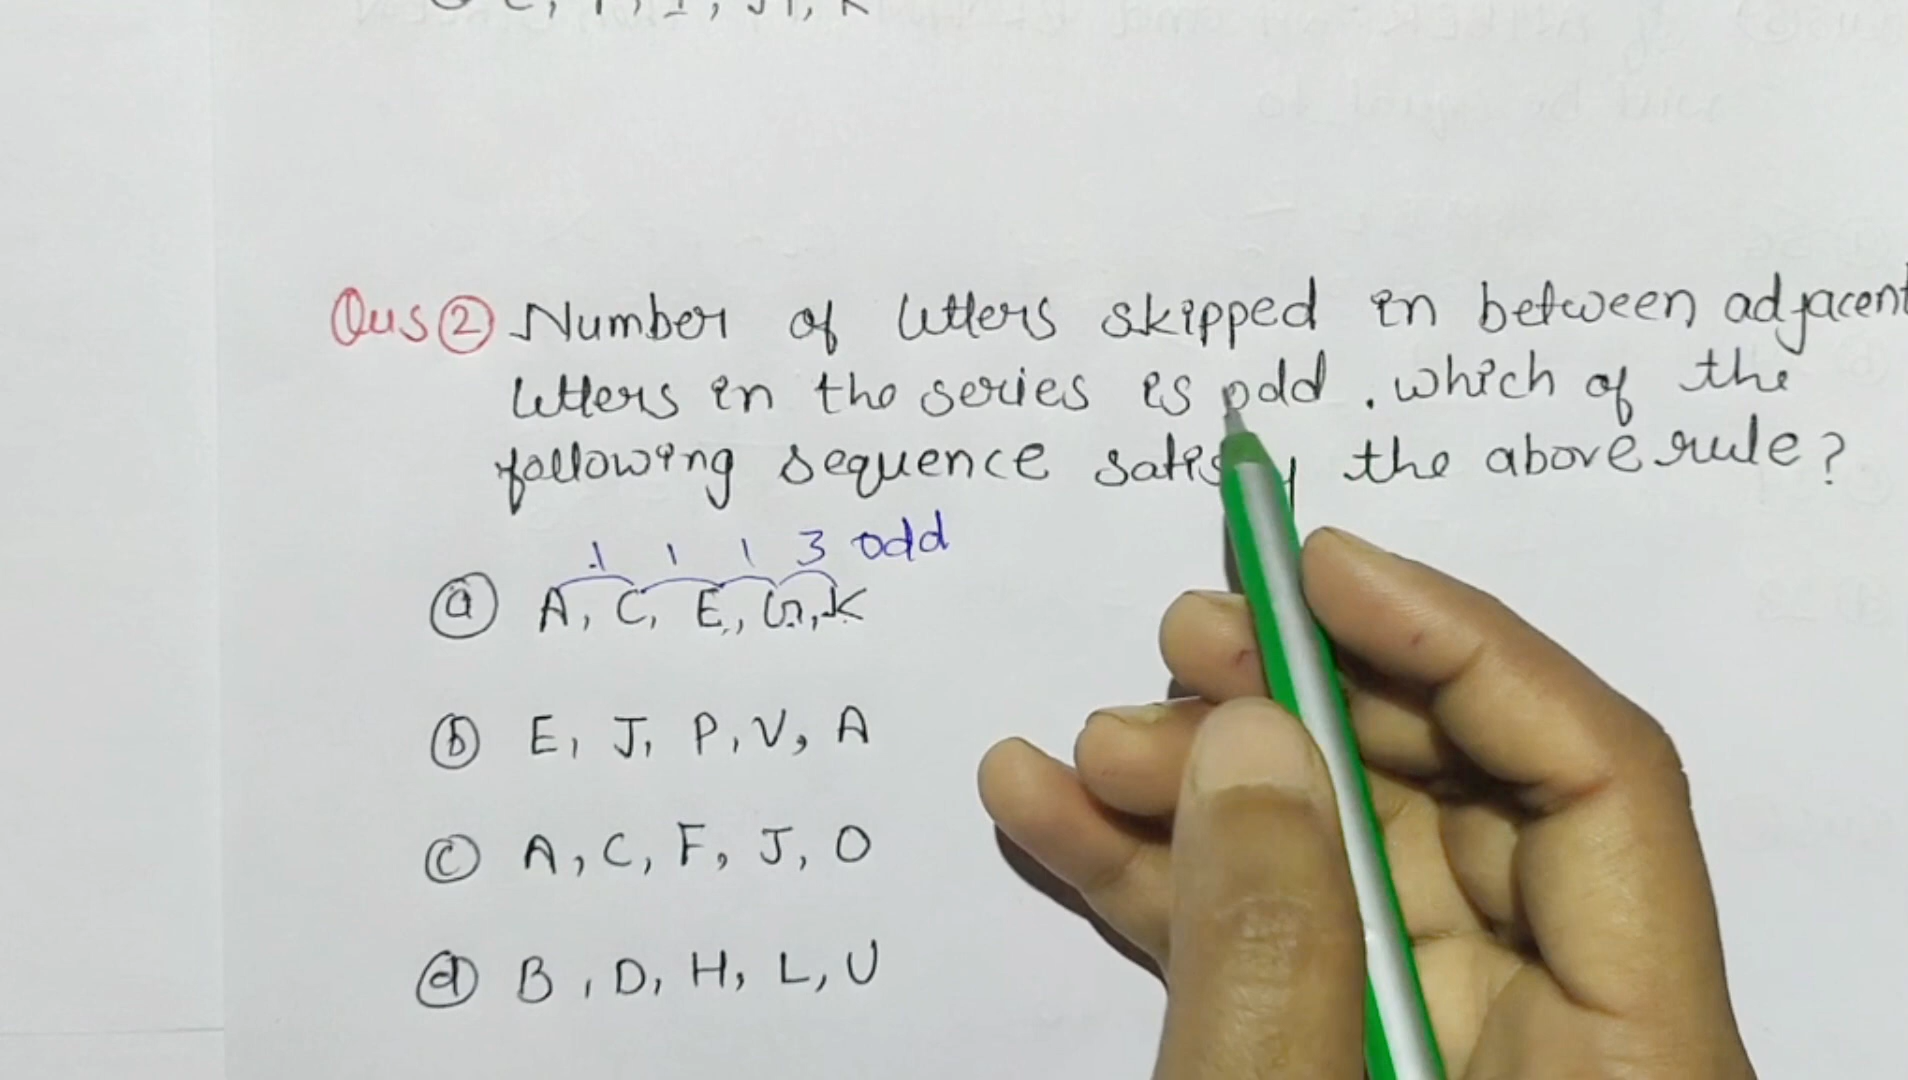 Qus ② Number of letters skipped in between adjacent
letters in the series is odd . which of the
following sequence satisfy the above rule?
1 1 1 3 odd
ⓐ A, C, E, G, K
ⓑ E, J, P, V, A
ⓒ A, C, F, J, O
ⓓ B, D, H, L, U